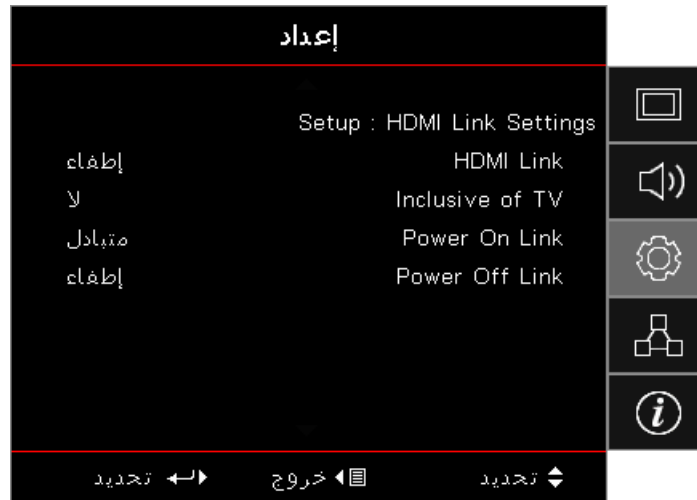 إعداد
Setup : HDMI Link Settings
HDMI Link إطفاء
Inclusive of TV لا
Power On Link متبادل
Power Off Link إطفاء
تحديد خروج تحديد